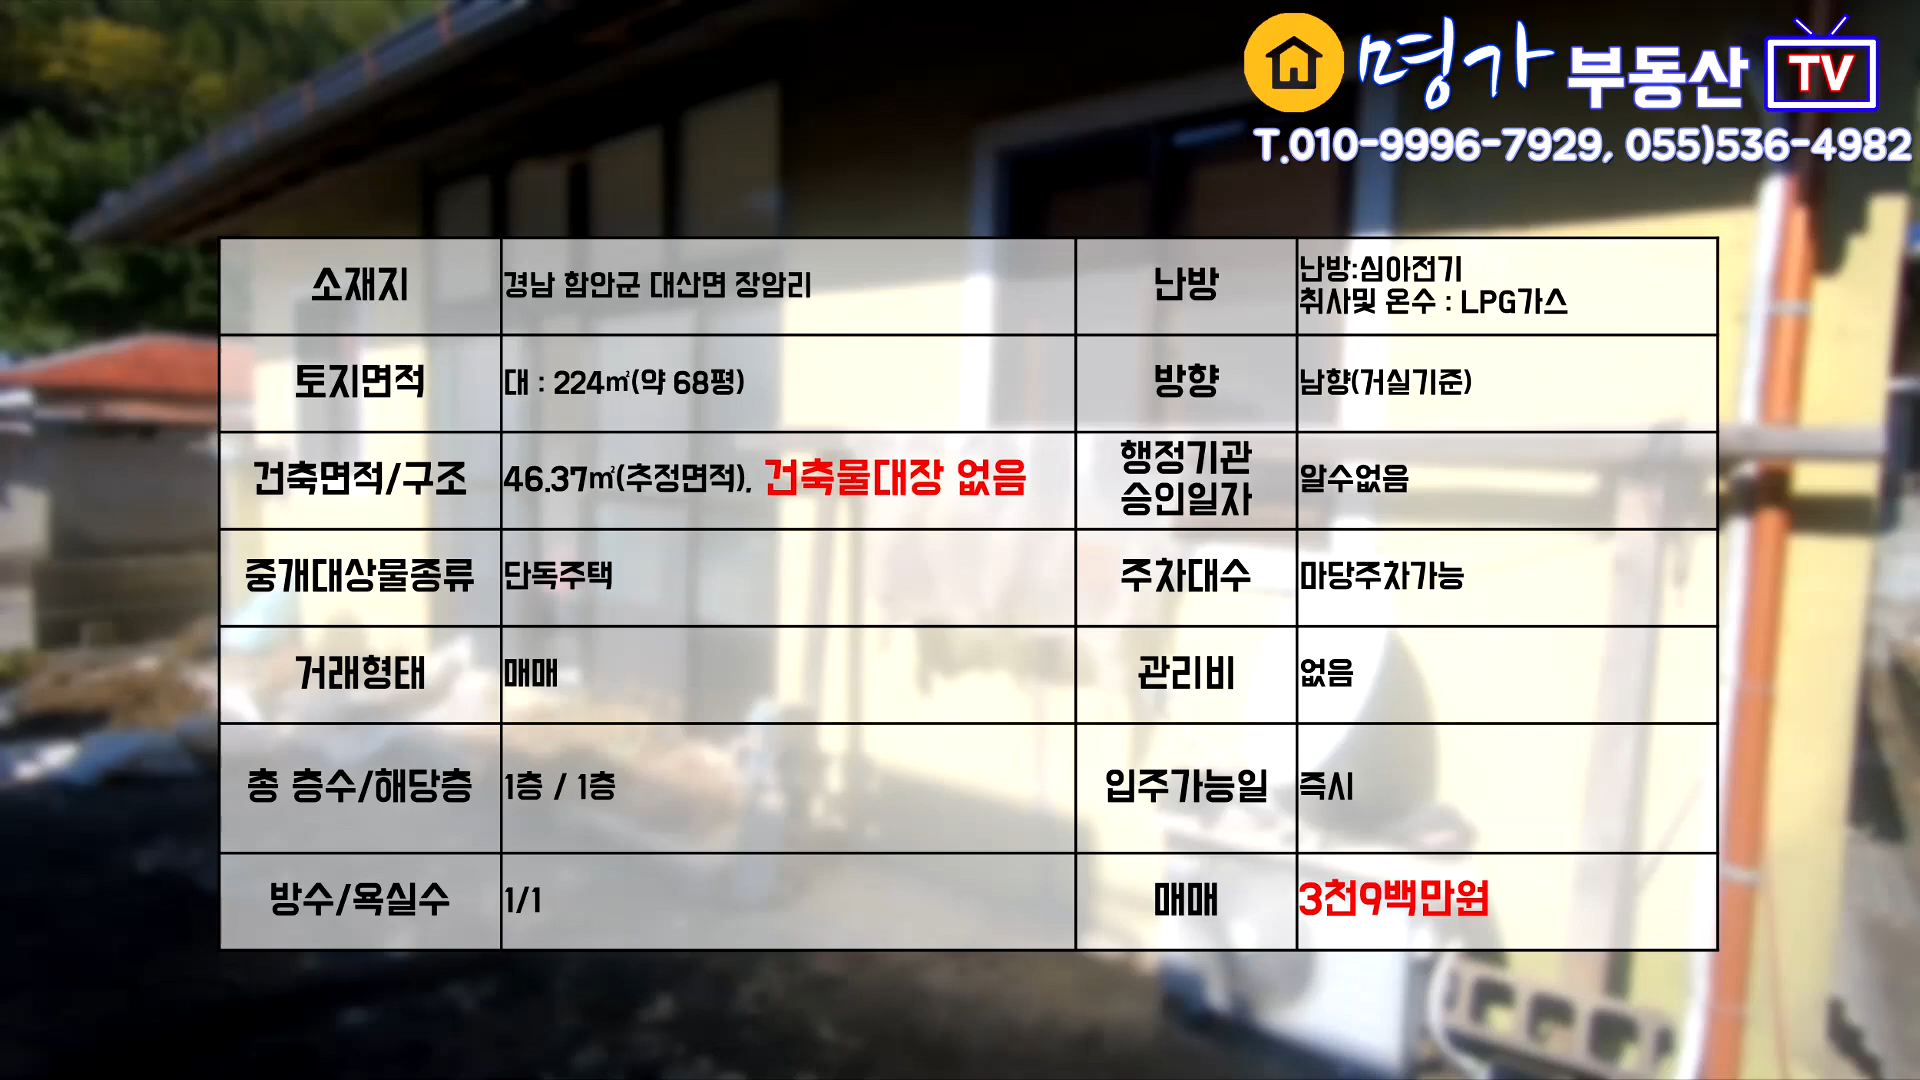 명가 부동산 TV
T.010-9996-7929, 055)536-4982
소재지 경남 함안군 대산면 장암리 난방 난방:심야전기
취사및 온수 : LPG가스
토지면적 대 : 224㎡(약 68평) 방향 남향(거실기준)
건축면적/구조 46.37㎡(추정면적), 건축물대장 없음 행정기관 승인일자 알수없음
중개대상물종류 단독주택 주차대수 마당주차가능
거래형태 매매 관리비 없음
총 층수/해당층 1층 / 1층 입주가능일 즉시
방수/욕실수 1/1 매매 3천9백만원